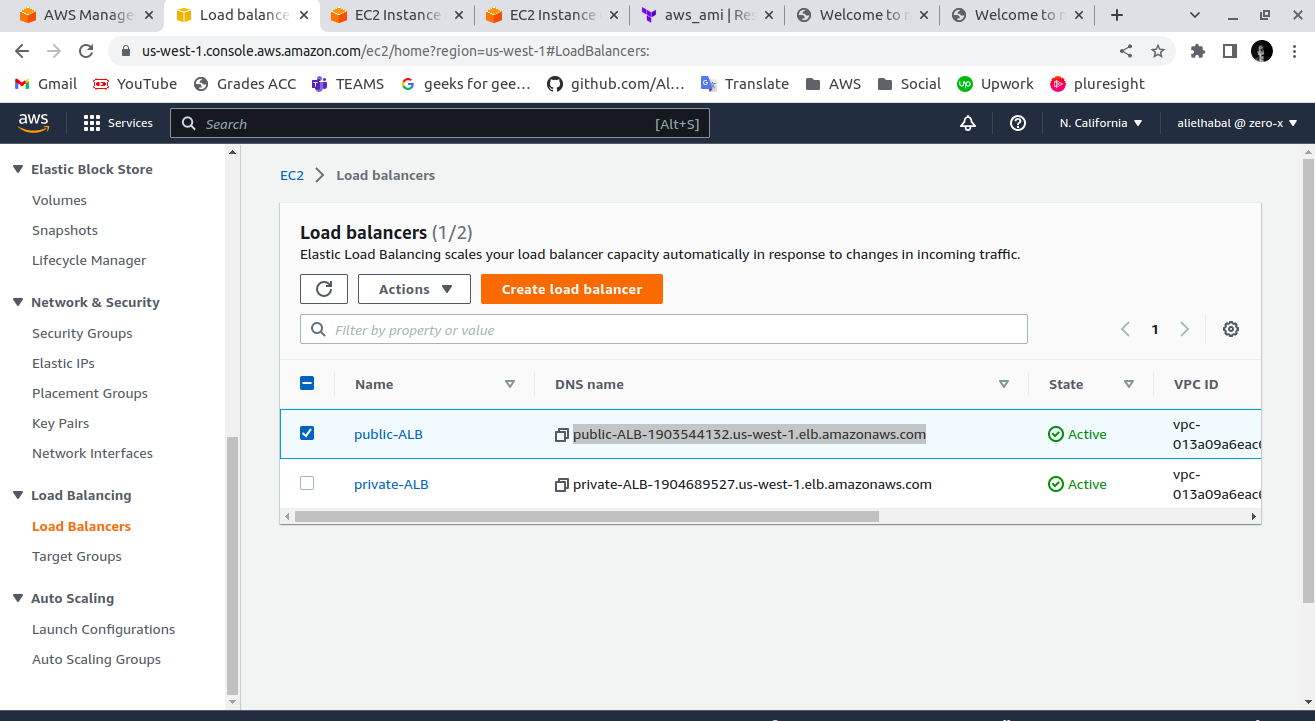 AWS Manage
Load balance
EC2 Instance
EC2 Instance
aws_ami | Res
Welcome to n
Welcome to n
us-west-1.console.aws.amazon.com/ec2/home?region=us-west-1#LoadBalancers:
Gmail
YouTube
Grades ACC
TEAMS
geeks for gee…
github.com/Al…
Translate
AWS
Social
Upwork
pluresight
aws
Services
Search
[Alt+S]
N. California
alielhabal @ zero-x
Elastic Block Store
Volumes
Snapshots
Lifecycle Manager
Network & Security
Security Groups
Elastic IPs
Placement Groups
Key Pairs
Network Interfaces
Load Balancing
Load Balancers
Target Groups
Auto Scaling
Launch Configurations
Auto Scaling Groups
EC2 > Load balancers
Load balancers (1/2)
Elastic Load Balancing scales your load balancer capacity automatically in response to changes in incoming traffic.
Actions
Create load balancer
Filter by property or value
1
Name DNS name State VPC ID
public-ALB public-ALB-1903544132.us-west-1.elb.amazonaws.com Active vpc-
013a09a6eac
private-ALB private-ALB-1904689527.us-west-1.elb.amazonaws.com Active vpc-
013a09a6eac